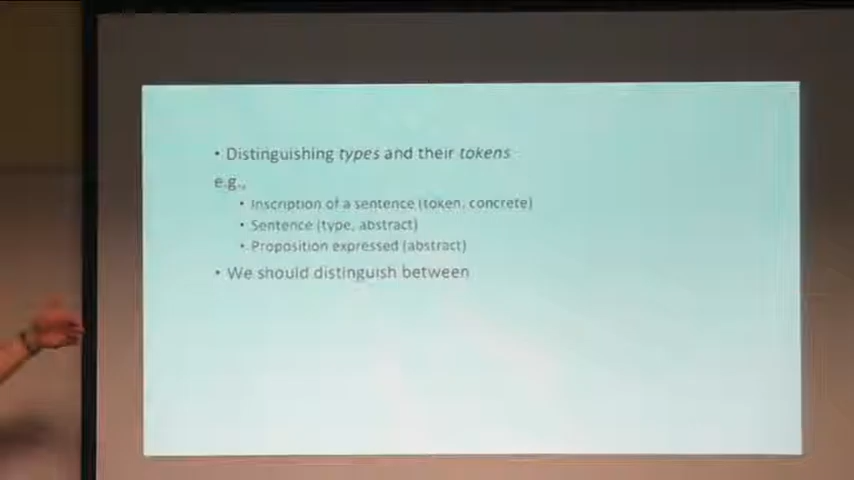 • Distinguishing types and their tokens
e.g.,
• Inscription of a sentence (token, concrete)
• Sentence (type, abstract)
• Proposition expressed (abstract)
• We should distinguish between